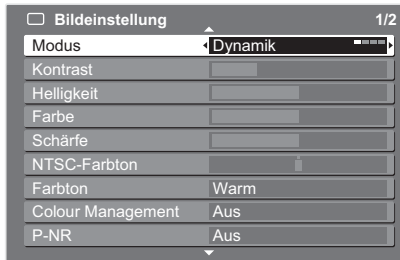 Bildeinstellung 1/2
Modus Dynamik
Kontrast
Helligkeit
Farbe
Schärfe
NTSC-Farbton
Farbton Warm
Colour Management Aus
P-NR Aus